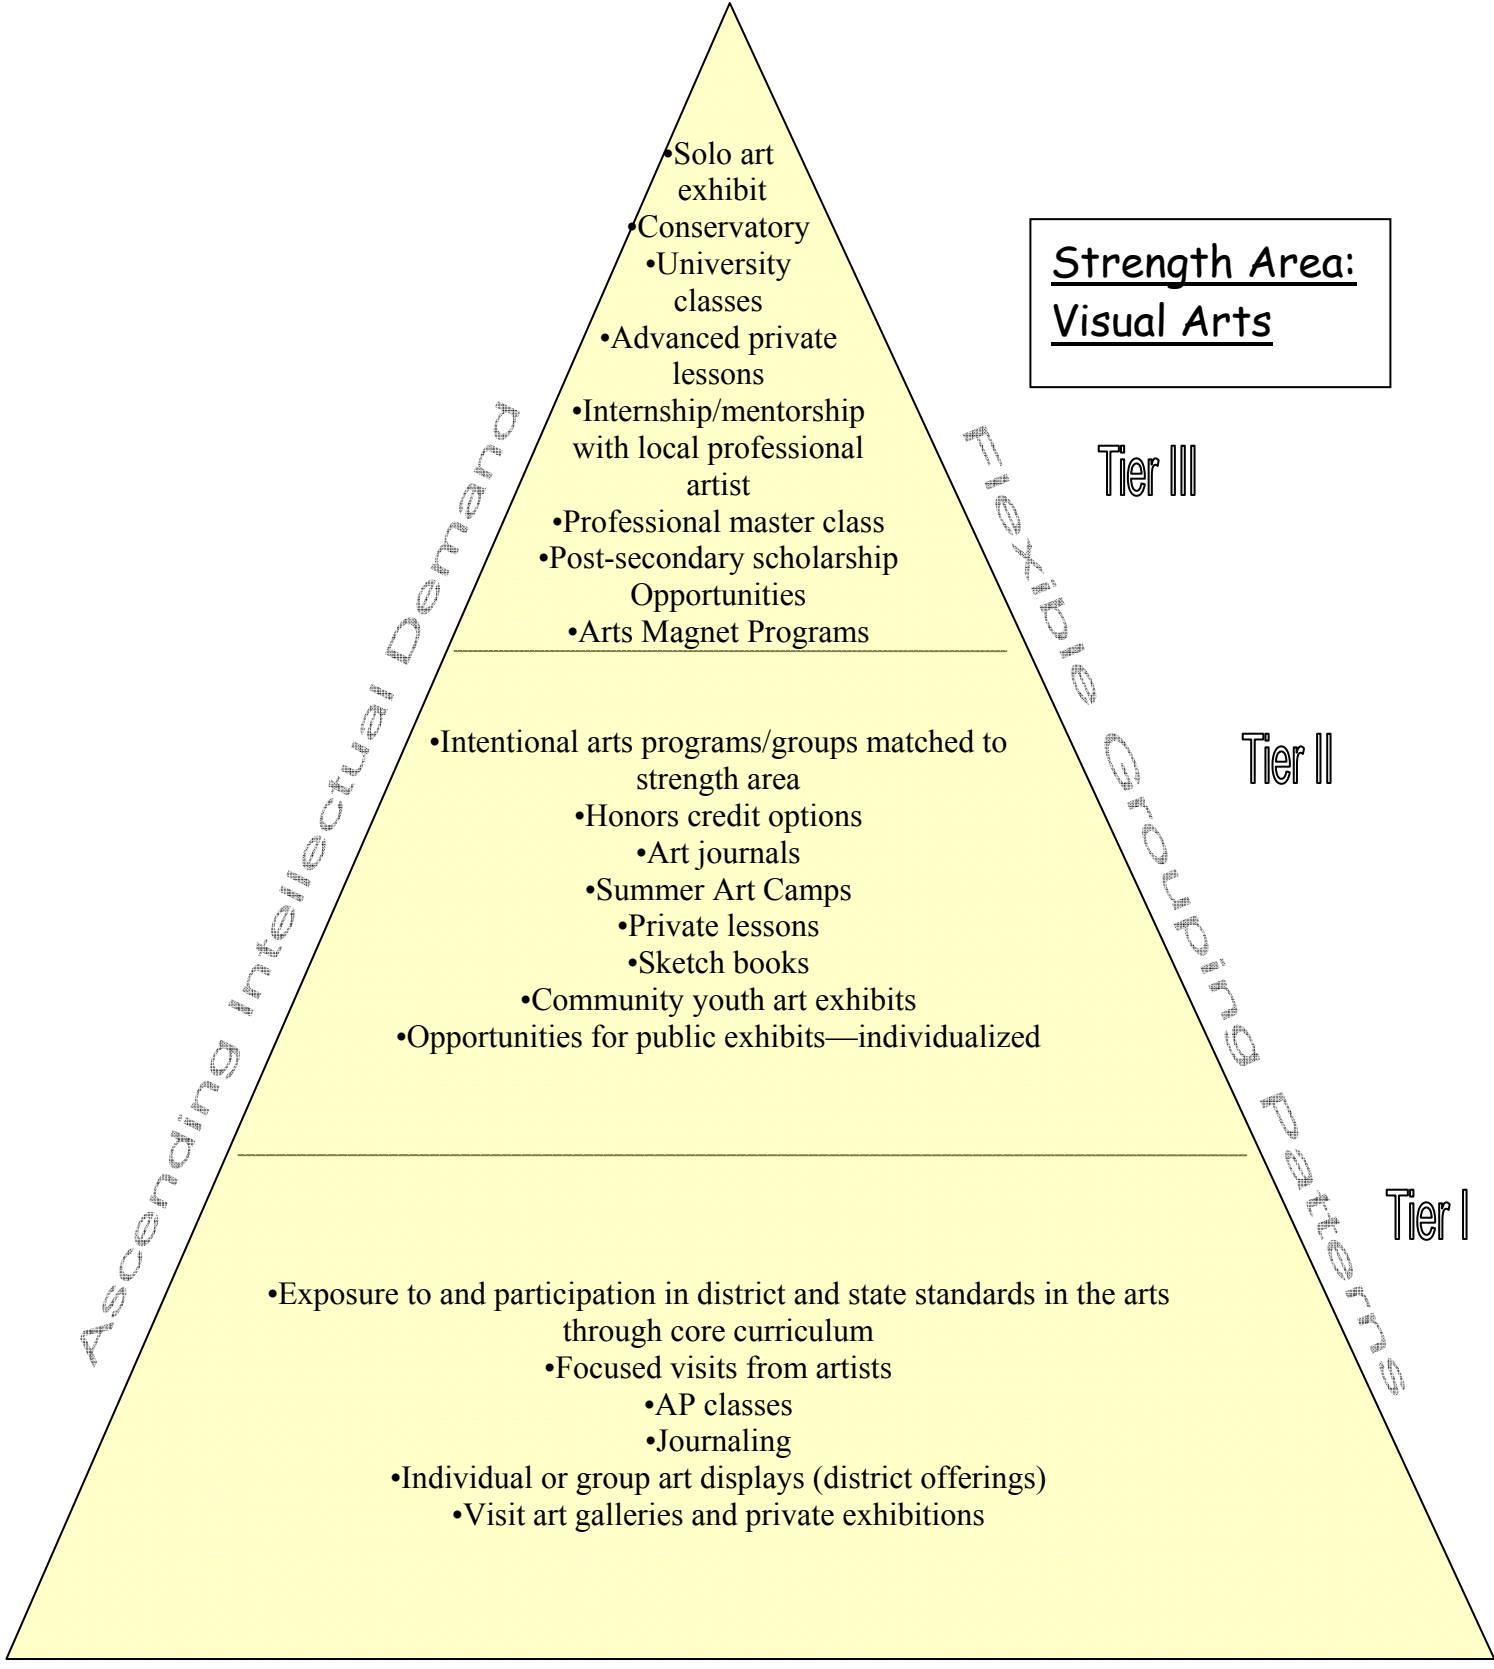 •Solo art
exhibit
•Conservatory
•University
classes
•Advanced private
lessons
•Internship/mentorship
with local professional
artist
•Professional master class
•Post-secondary scholarship
Opportunities
•Arts Magnet Programs
Strength Area:
Visual Arts
Tier III
Ascending Intellectual Demand
Flexible Grouping Patterns
•Intentional arts programs/groups matched to
strength area
•Honors credit options
•Art journals
•Summer Art Camps
•Private lessons
•Sketch books
•Community youth art exhibits
•Opportunities for public exhibits—individualized
Tier II
•Exposure to and participation in district and state standards in the arts
through core curriculum
•Focused visits from artists
•AP classes
•Journaling
•Individual or group art displays (district offerings)
•Visit art galleries and private exhibitions
Tier I